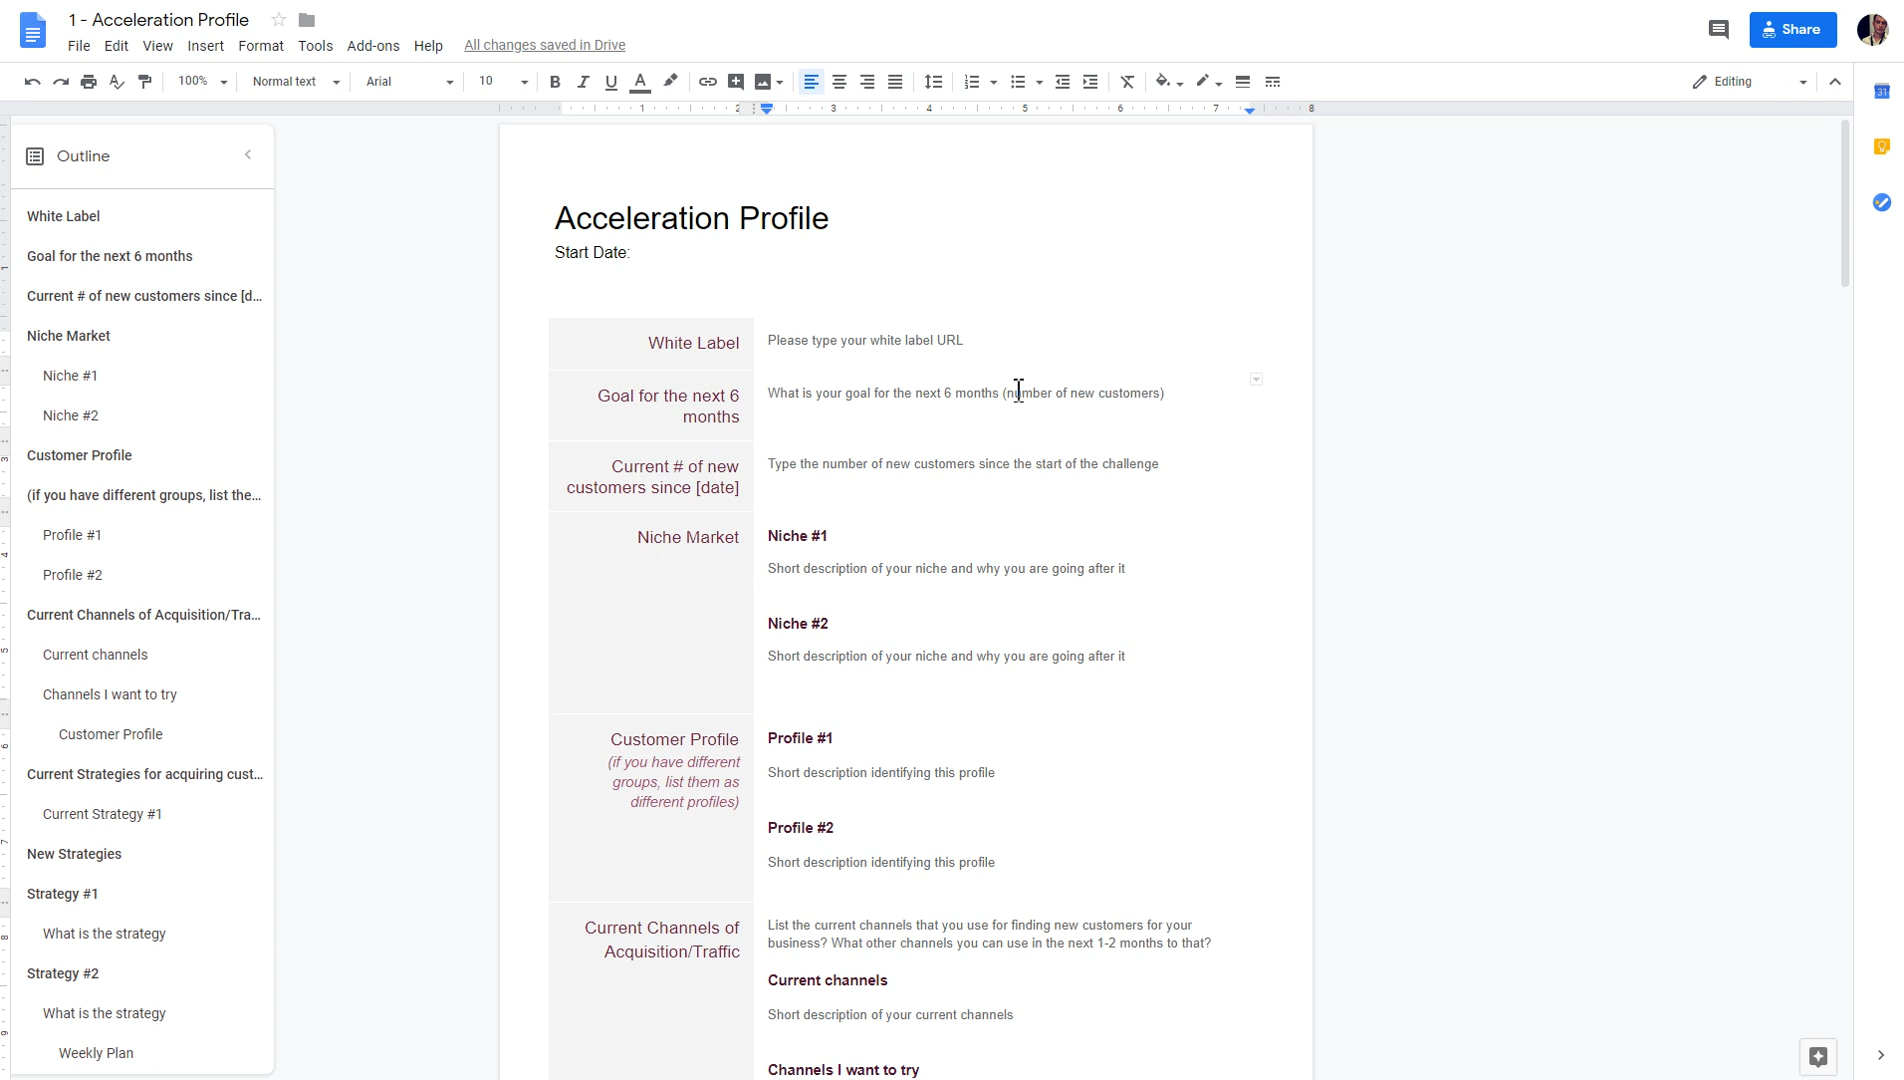 1 - Acceleration Profile
File Edit View Insert Format Tools Add-ons Help All changes saved in Drive
Share
100% Normal text Arial 10 B I U A Editing
1 2 3 4 5 6 7 8
31
Outline
White Label
Goal for the next 6 months
Current # of new customers since [d...
Niche Market
Niche #1
Niche #2
Customer Profile
(if you have different groups, list the...
Profile #1
Profile #2
Current Channels of Acquisition/Tra...
Current channels
Channels I want to try
Customer Profile
Current Strategies for acquiring cust...
Current Strategy #1
New Strategies
Strategy #1
What is the strategy
Strategy #2
What is the strategy
Weekly Plan
Acceleration Profile
Start Date:
White Label
Please type your white label URL
Goal for the next 6
months
What is your goal for the next 6 months (number of new customers)
Current # of new
customers since [date]
Type the number of new customers since the start of the challenge
Niche Market
Niche #1
Short description of your niche and why you are going after it
Niche #2
Short description of your niche and why you are going after it
Customer Profile
(if you have different
groups, list them as
different profiles)
Profile #1
Short description identifying this profile
Profile #2
Short description identifying this profile
Current Channels of
Acquisition/Traffic
List the current channels that you use for finding new customers for your
business? What other channels you can use in the next 1-2 months to that?
Current channels
Short description of your current channels
Channels I want to try